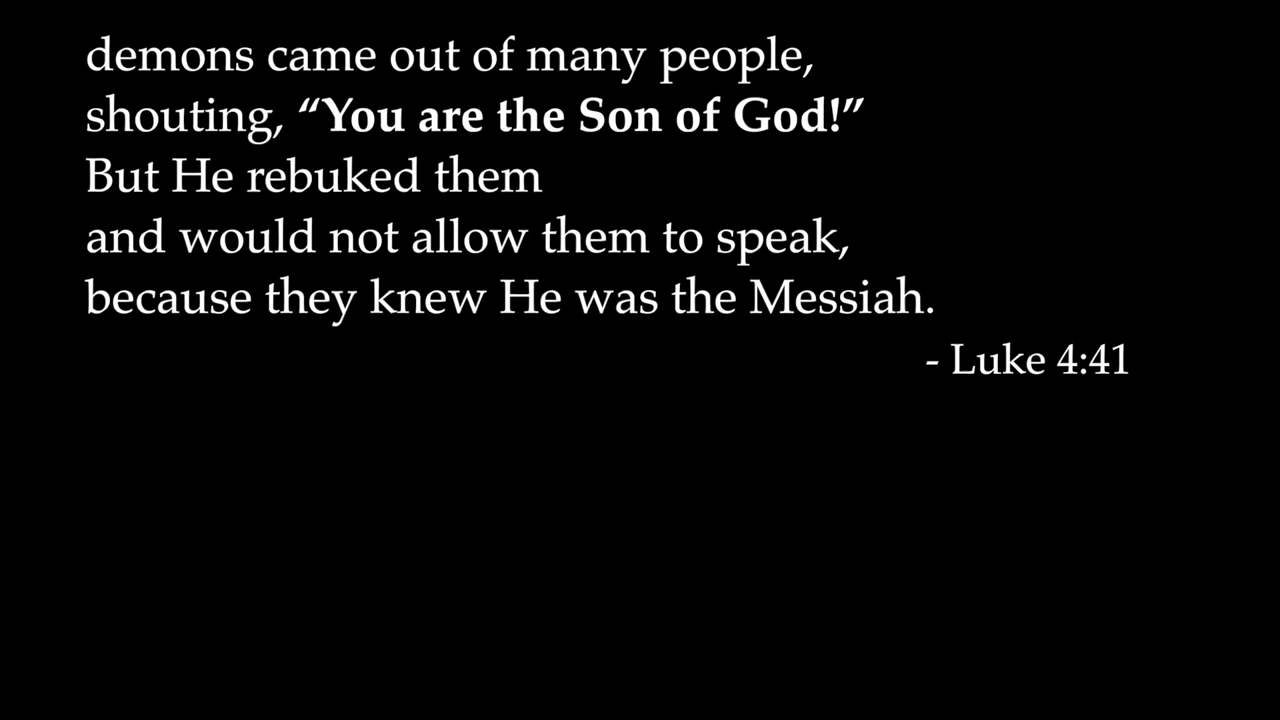 demons came out of many people,
shouting, “You are the Son of God!”
But He rebuked them
and would not allow them to speak,
because they knew He was the Messiah.
- Luke 4:41